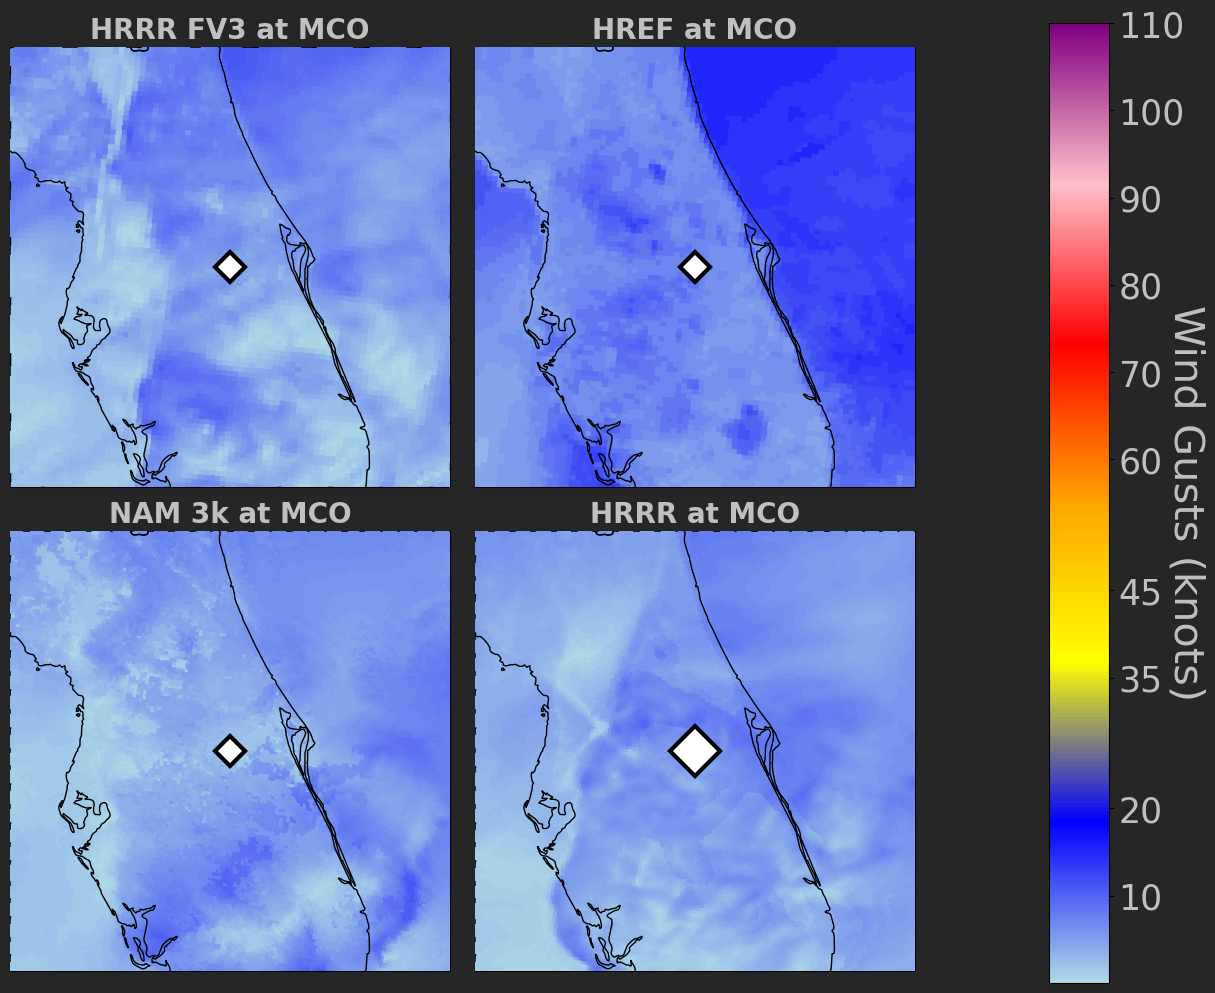 HRRR FV3 at MCO
HREF at MCO
NAM 3k at MCO
HRRR at MCO
110
100
90
80
70
60
45
35
20
10
Wind Gusts (knots)